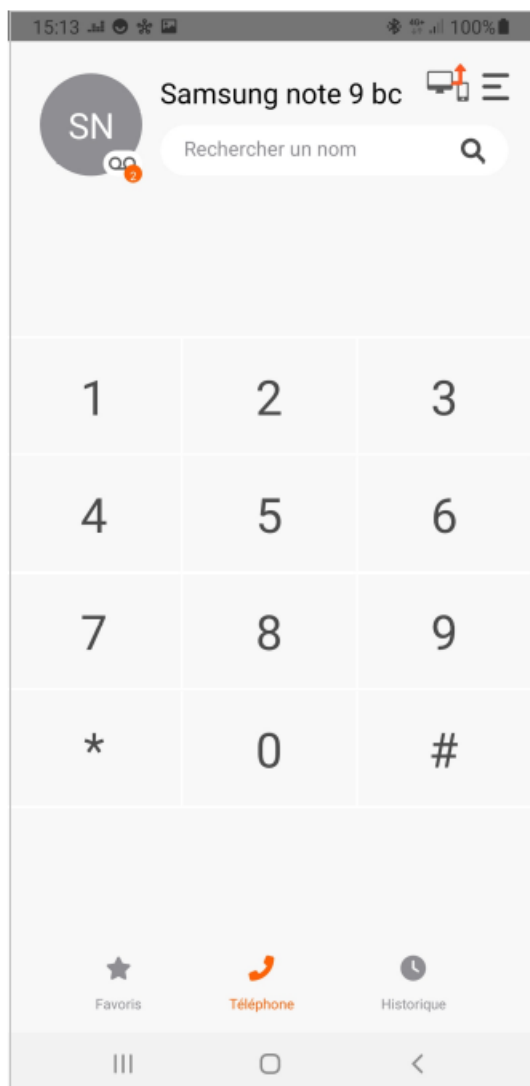 15:13 100%
Samsung note 9 bc
SN
2
Rechercher un nom
1 2 3
4 5 6
7 8 9
* 0 #
Favoris Téléphone Historique